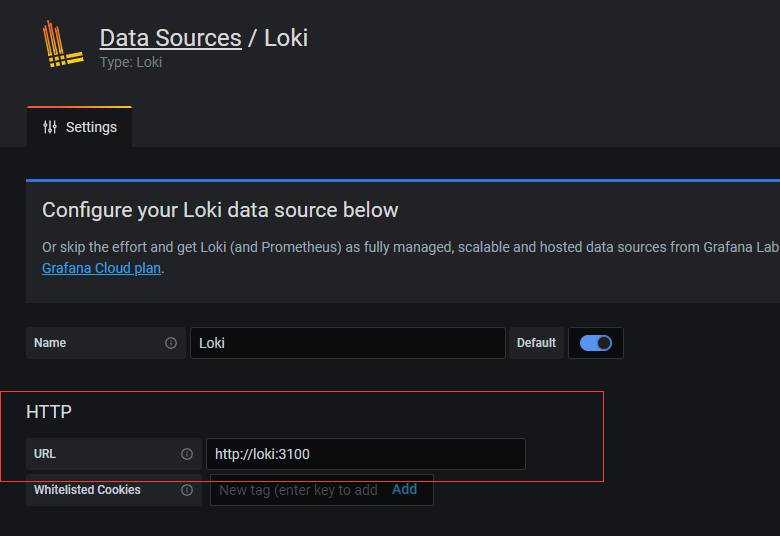 Data Sources / Loki
Type: Loki
Settings
Configure your Loki data source below
Or skip the effort and get Loki (and Prometheus) as fully managed, scalable and hosted data sources from Grafana Lab
Grafana Cloud plan.
Name Loki Default
HTTP
URL http://loki:3100
Whitelisted Cookies New tag (enter key to add Add